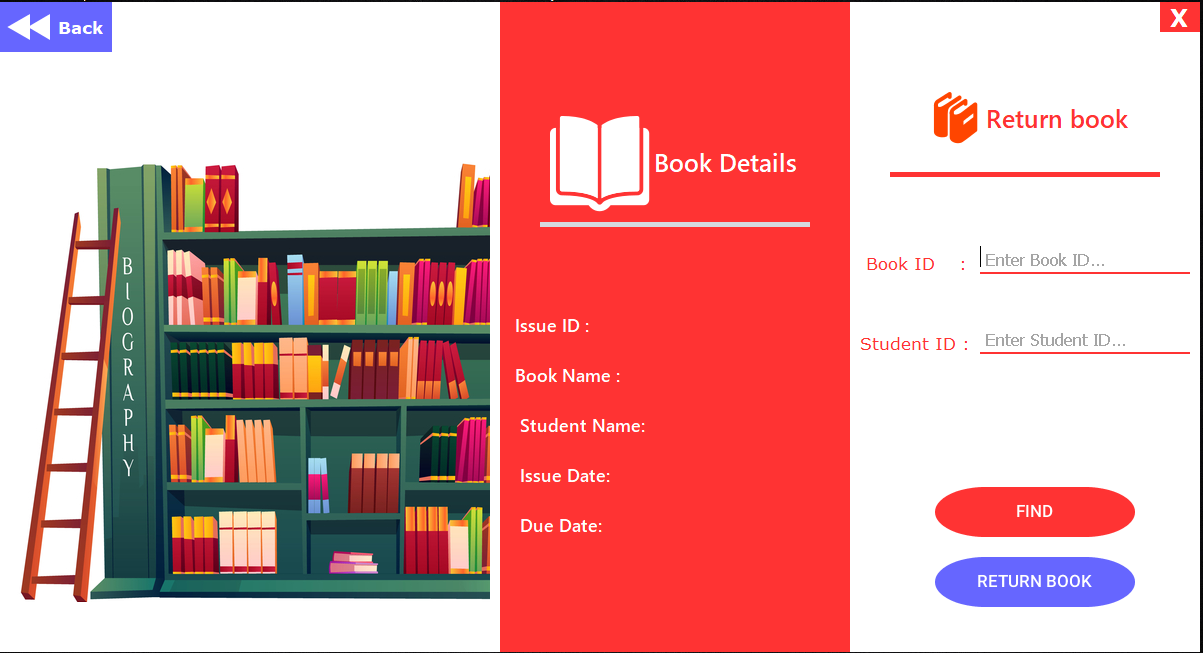 Back
X
BIOGRAPHY
Book Details
Issue ID :
Book Name :
Student Name:
Issue Date:
Due Date:
Return book
Book ID :
Enter Book ID...
Student ID :
Enter Student ID...
FIND
RETURN BOOK